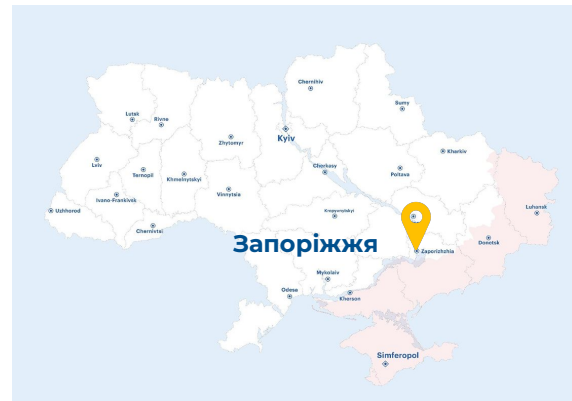 Chernihiv
Sumy
Lutsk
Rivne
Kyiv
Zhytomyr
Kharkiv
Lviv
Cherkasy
Poltava
Ternopil
Khmelnytskyi
Vinnytsia
Ivano-Frankivsk
Luhansk
Uzhhorod
Kropyvnytskyi
Chernivtsi
Donetsk
Запоріжжя
Zaporizhzhia
Mykolaiv
Odesa
Kherson
Simferopol